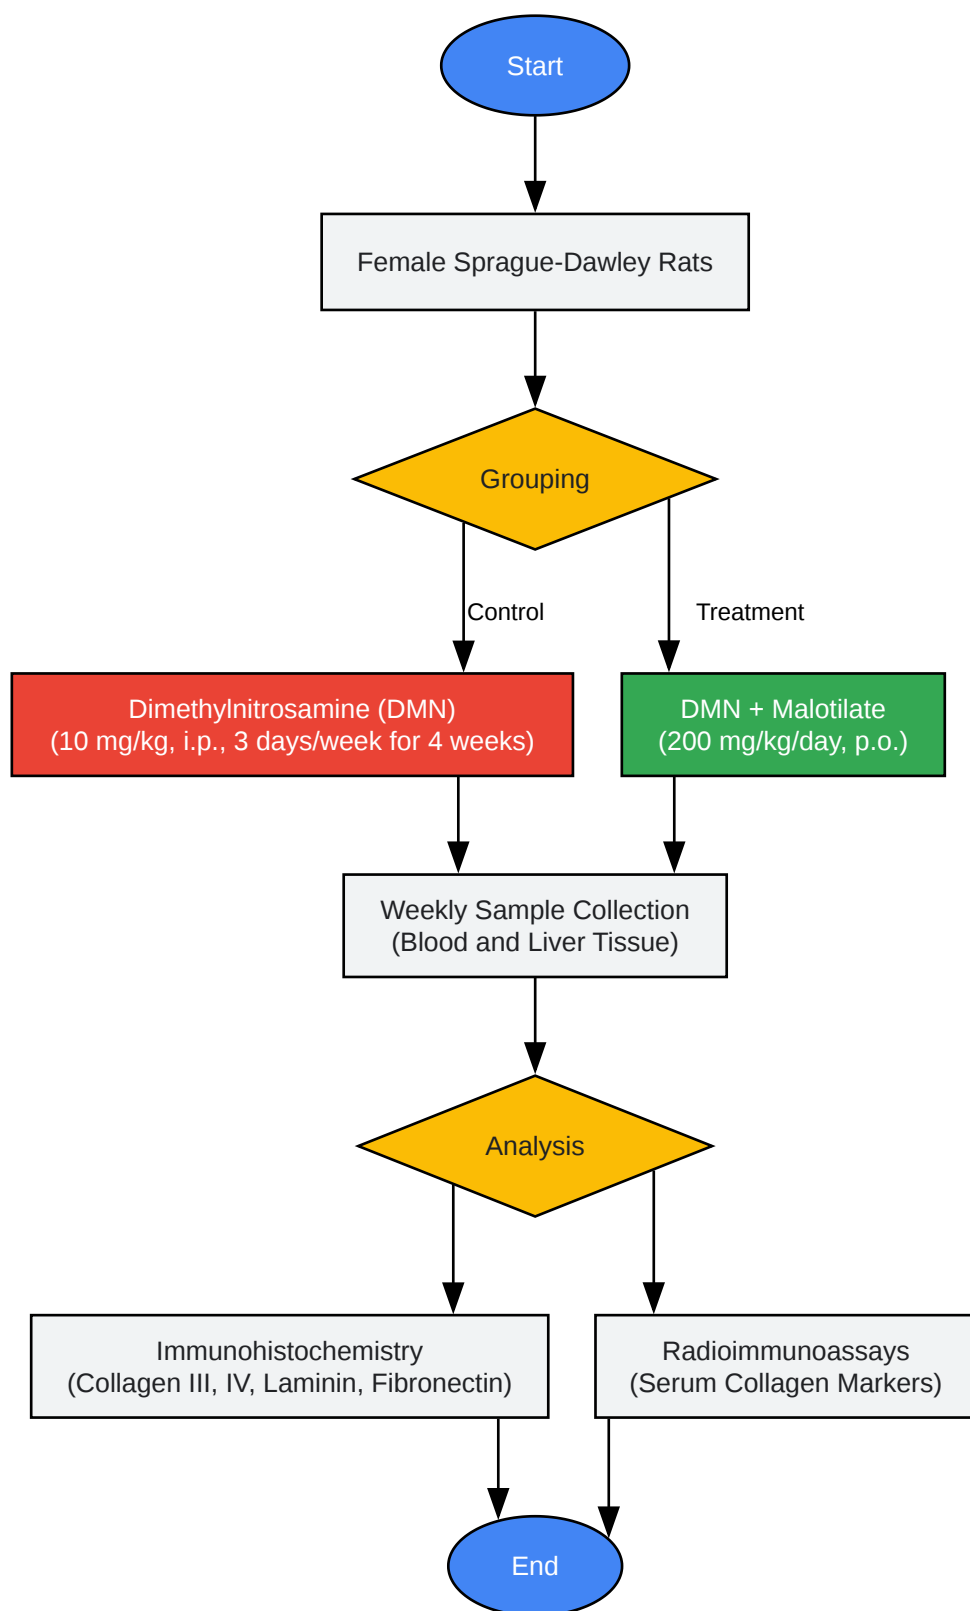 Start
Female Sprague-Dawley Rats
Grouping
Control
Treatment
Dimethylnitrosamine (DMN)
(10 mg/kg, i.p., 3 days/week for 4 weeks)
DMN + Malotilate
(200 mg/kg/day, p.o.)
Weekly Sample Collection
(Blood and Liver Tissue)
Analysis
Immunohistochemistry
(Collagen III, IV, Laminin, Fibronectin)
Radioimmunoassays
(Serum Collagen Markers)
End